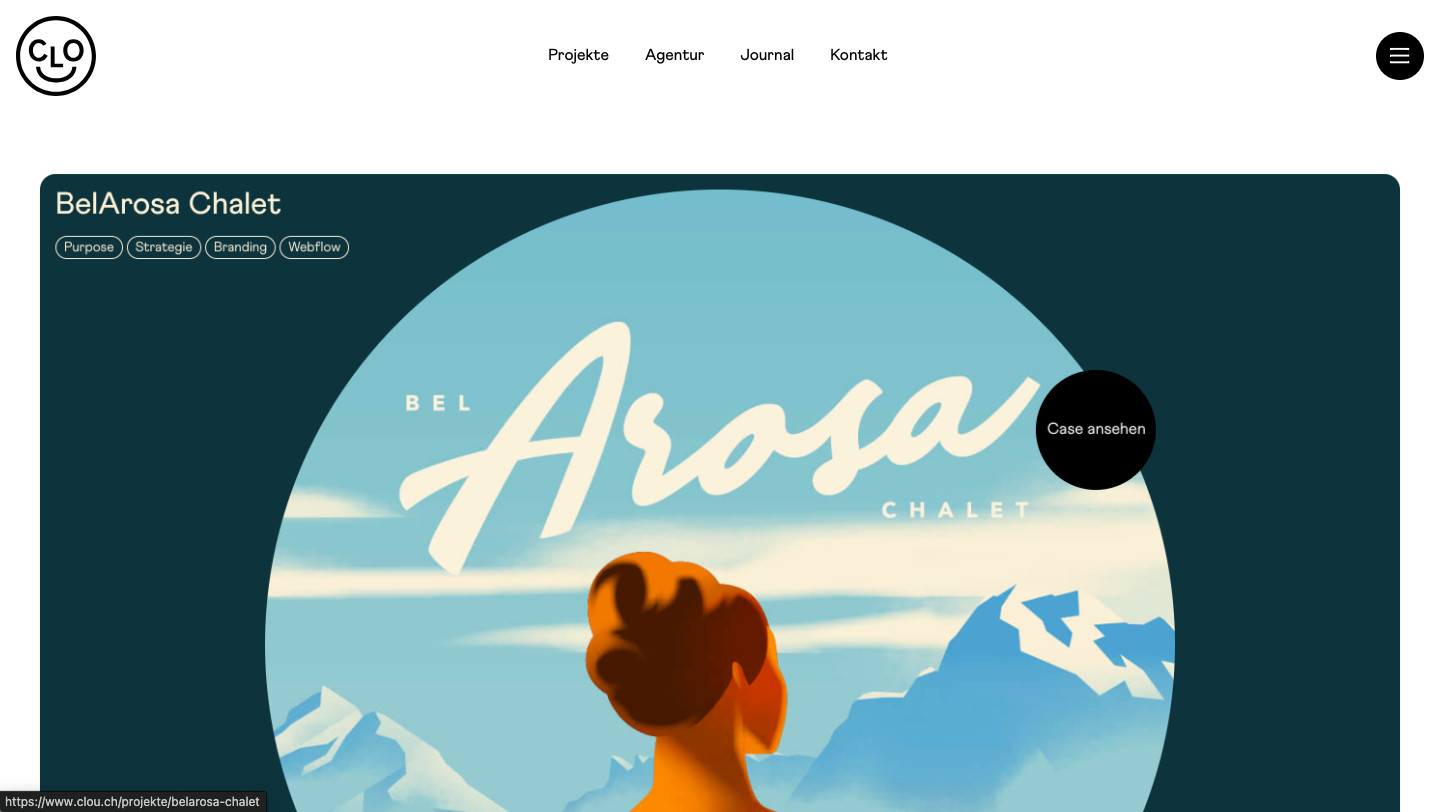 CLO
U
Projekte Agentur Journal Kontakt
BelArosa Chalet
Purpose Strategie Branding Webflow
BEL
Arosa
CHALET
Case ansehen
https://www.clou.ch/projekte/belarosa-chalet